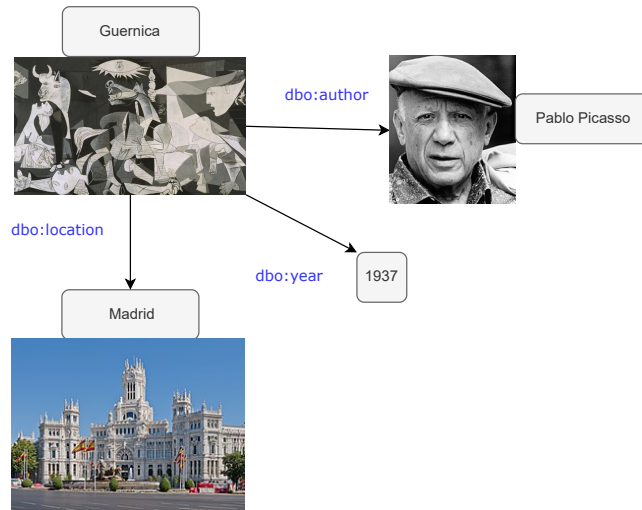 Guernica
dbo:author
Pablo Picasso
dbo:location
dbo:year
1937
Madrid